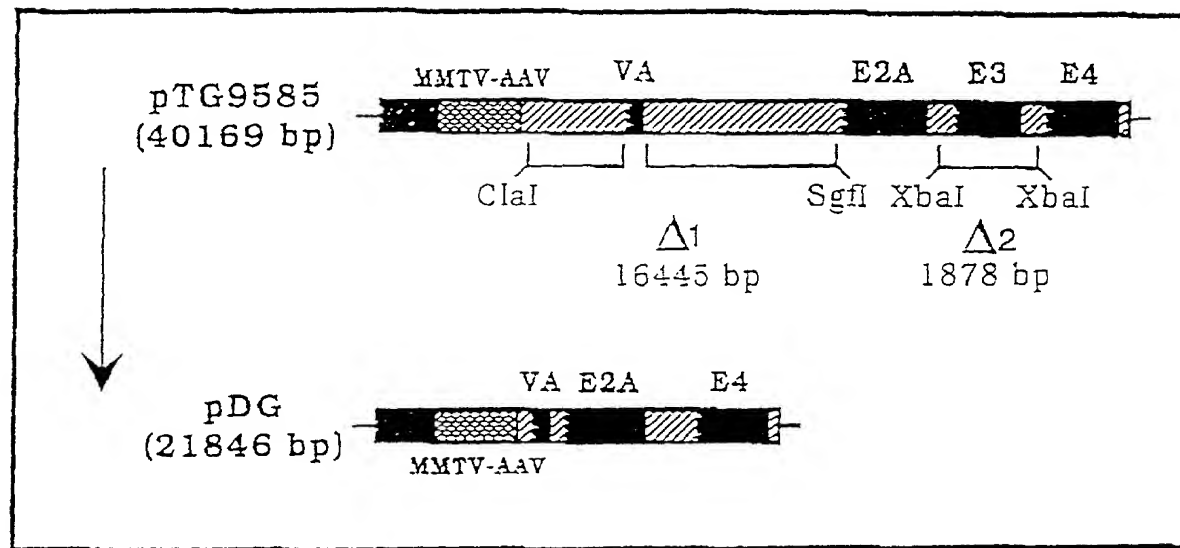 MMTV-AAV VA E2A E3 E4
pTG9585
(40169 bp)
ClaI SgfI XbaI XbaI
Δ1 Δ2
16445 bp 1878 bp
VA E2A E4
pDG
(21846 bp)
MMTV-AAV